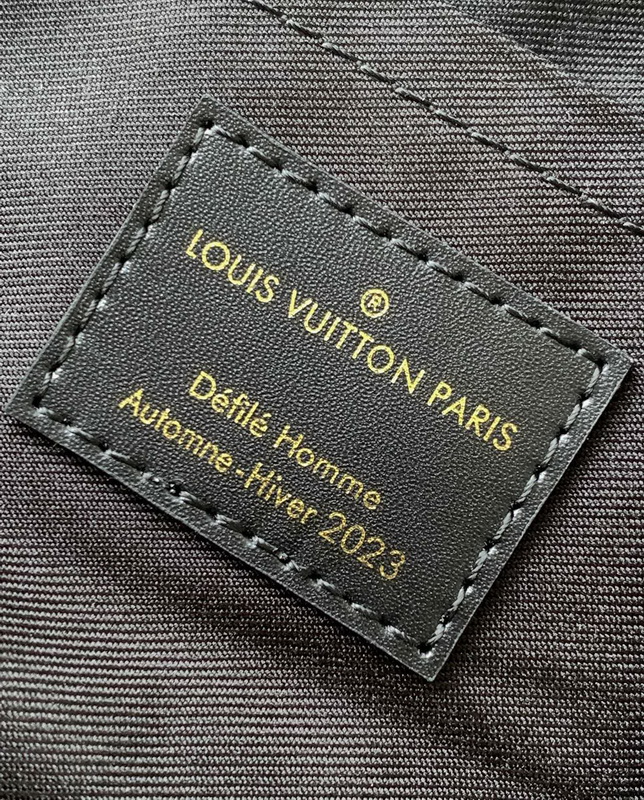 ®
LOUIS VUITTON PARIS
Défilé Homme
Automne-Hiver 2023